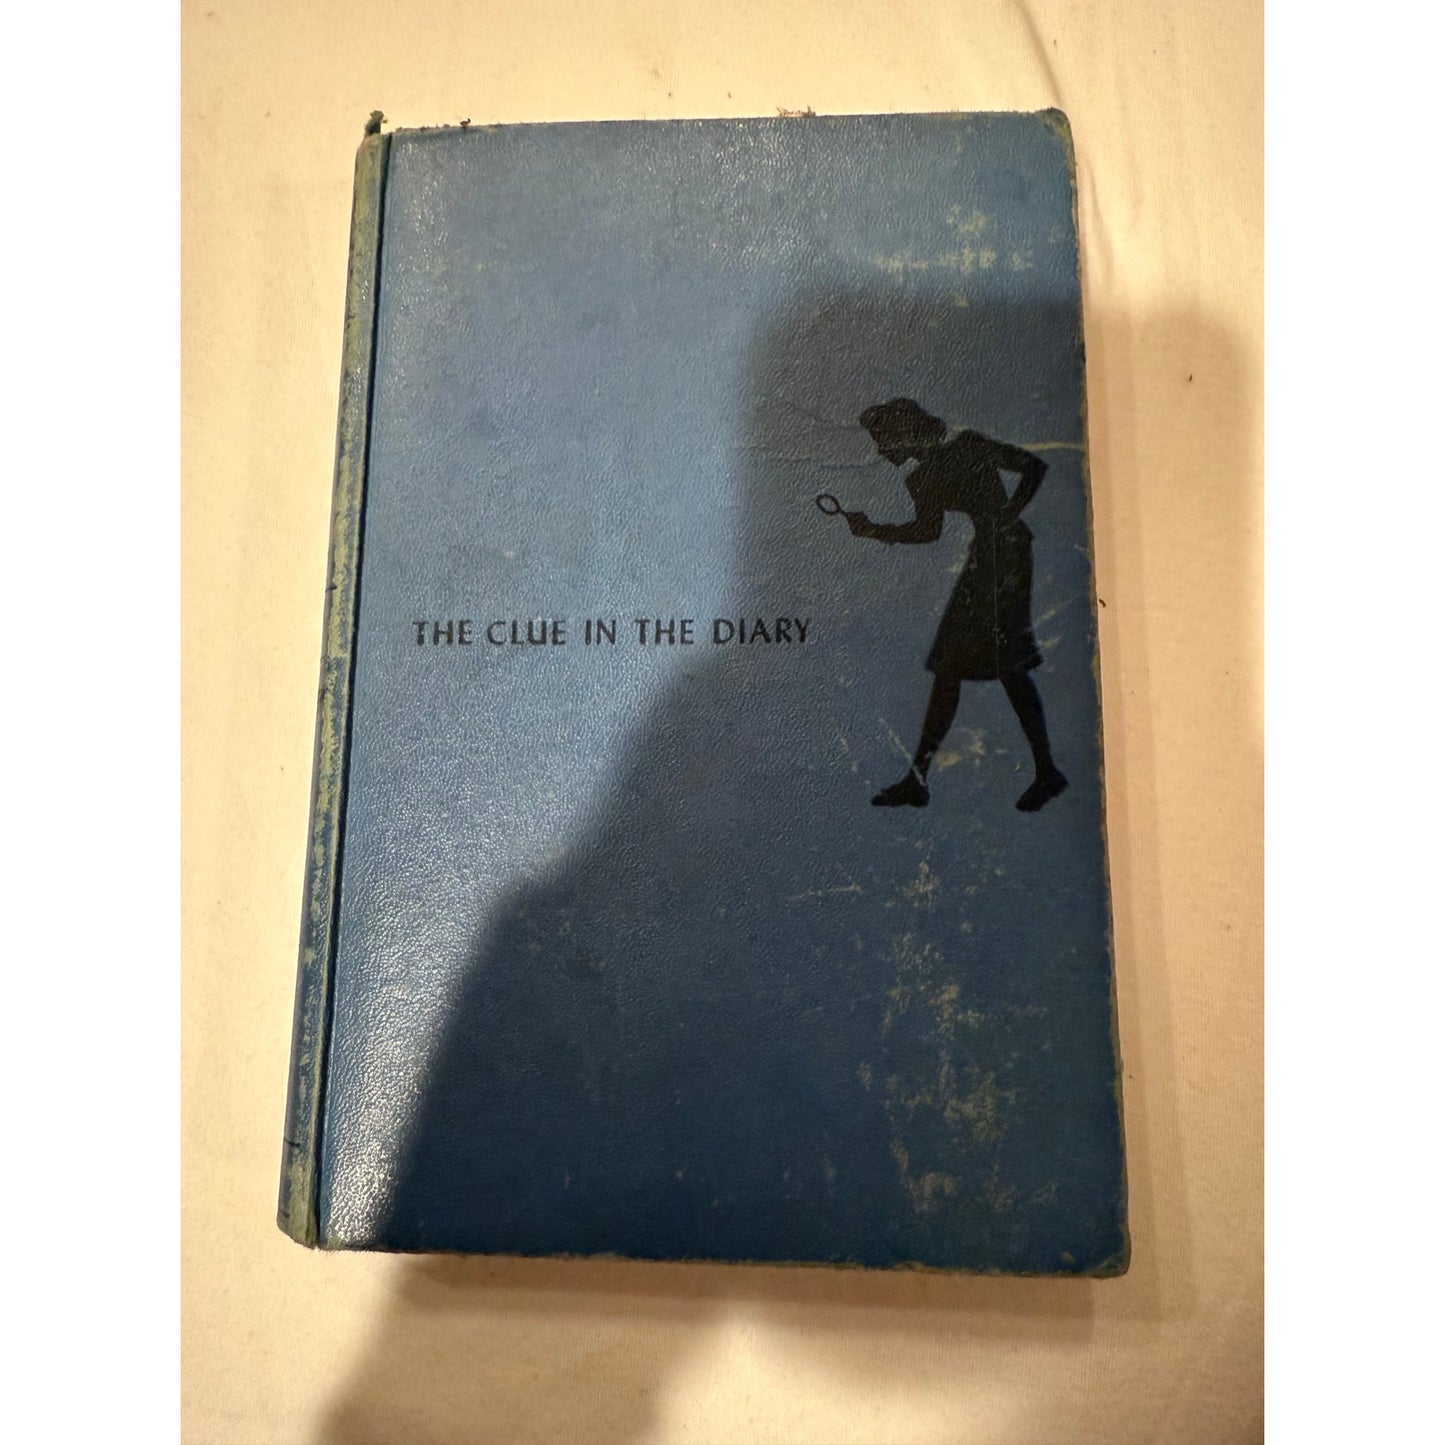 THE CLUE IN THE DIARY